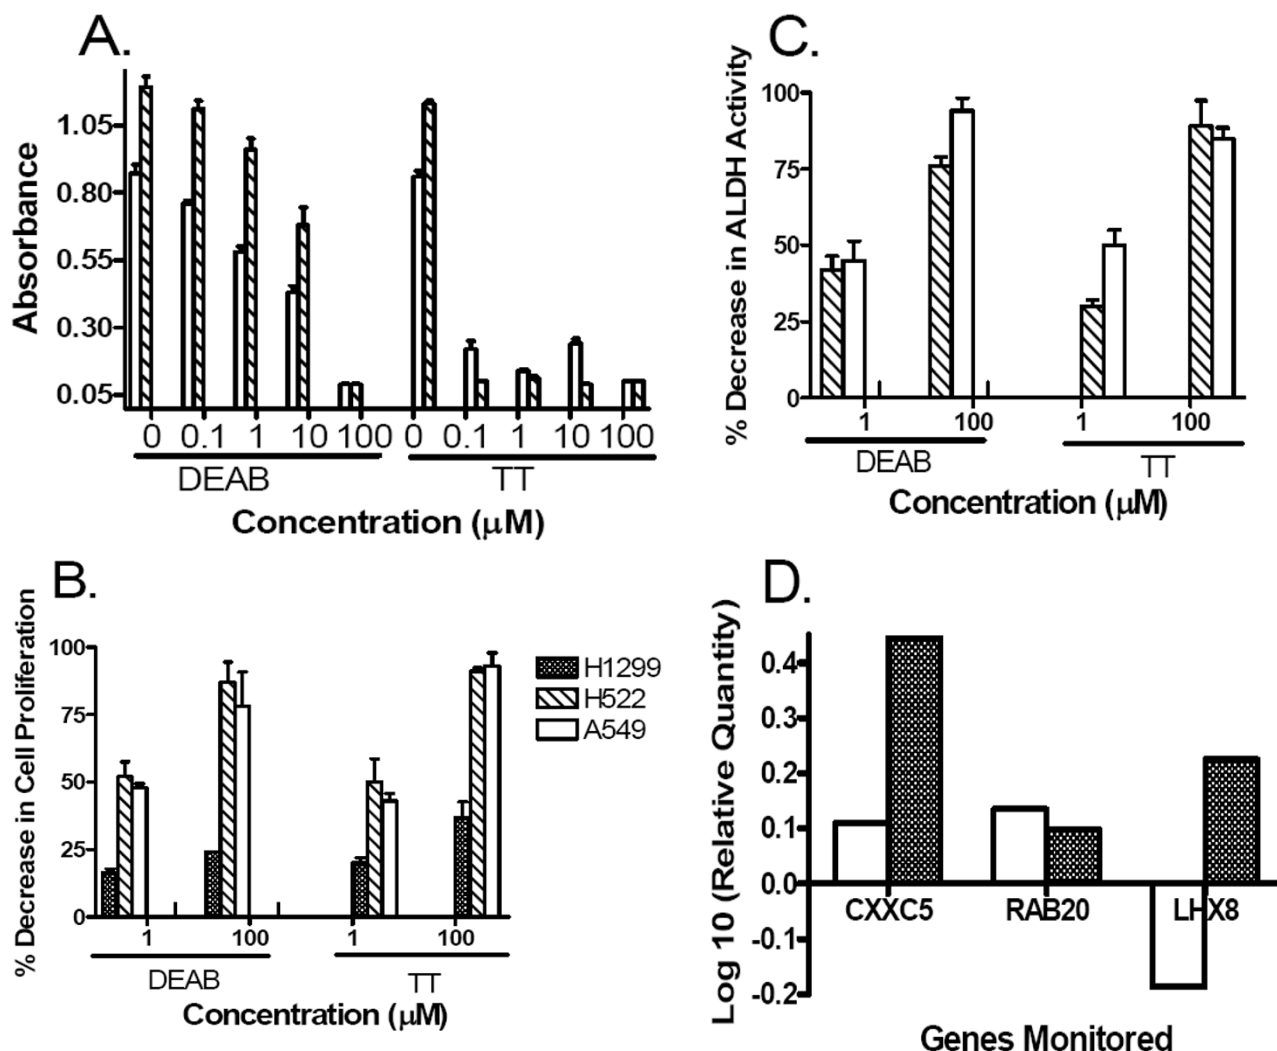 A.
Absorbance
1.05
0.80
0.55
0.30
0.05
0 0.1 1 10 100 0 0.1 1 10 100
DEAB TT
Concentration (μM)
C.
% Decrease in ALDH Activity
100
75
50
25
0
1 100 1 100
DEAB TT
Concentration (μM)
B.
% Decrease in Cell Proliferation
100
75
50
25
0
1 100 1 100
DEAB TT
Concentration (μM)
H1299
H522
A549
D.
Log 10 (Relative Quantity)
0.4
0.3
0.2
0.1
0.0
-0.1
-0.2
CXXC5 RAB20 LHX8
Genes Monitored